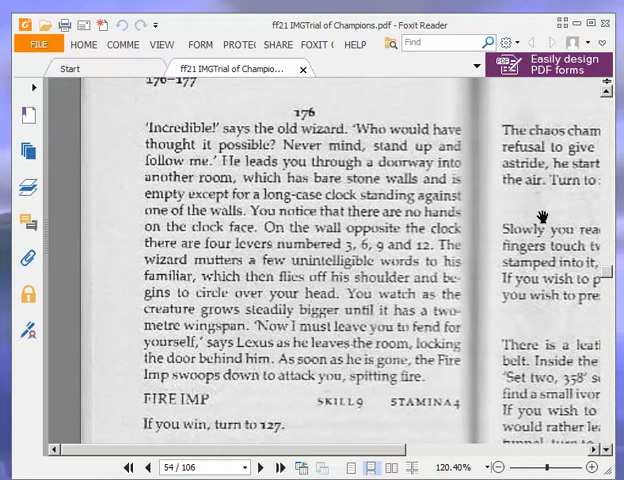 ff21 IMGTrial of Champions.pdf - Foxit Reader
FILE HOME COMME VIEW FORM PROTE SHARE FOXIT C HELP Find
Start ff21 IMGTrial of Champio... Easily design
PDF forms
176-177
176
'Incredible!' says the old wizard. 'Who would have
thought it possible? Never mind, stand up and
follow me.' He leads you through a doorway into
another room, which has bare stone walls and is
empty except for a long-case clock standing against
one of the walls. You notice that there are no hands
on the clock face. On the wall opposite the clock
there are four levers numbered 3, 6, 9 and 12. The
wizard mutters a few unintelligible words to his
familiar, which then flies off his shoulder and be-
gins to circle over your head. You watch as the
creature grows steadily bigger until it has a two-
metre wingspan. 'Now I must leave you to fend for
yourself,' says Lexus as he leaves the room, locking
the door behind him. As soon as he is gone, the Fire
Imp swoops down to attack you, spitting fire.
FIRE IMP SKILL 9 STAMINA 4
If you win, turn to 127.
The chaos cham
refusal to give
astride, he start
the air. Turn to
Slowly you rea
fingers touch tw
stamped into it,
If you wish to p
you wish to pre
There is a leat
belt. Inside the
'Set two, 358' s
find a small ivor
If you wish to
would rather lea
tunnel, turn to
54 / 106 120.40%